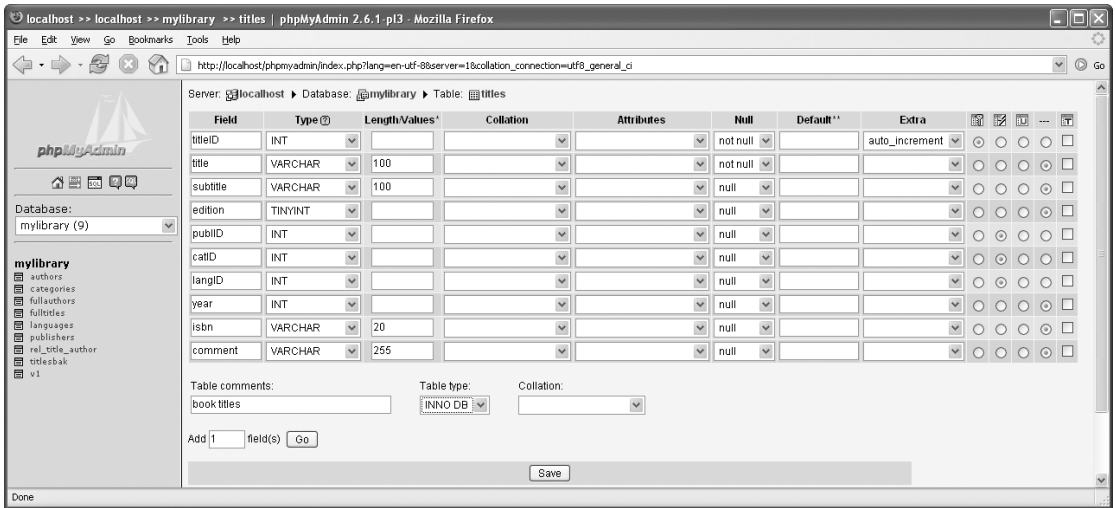 localhost >> localhost >> mylibrary >> titles | phpMyAdmin 2.6.1-pl3 - Mozilla Firefox
File Edit View Go Bookmarks Tools Help
http://localhost/phpmyadmin/index.php?lang=en-utf-8&server=1&collation_connection=utf8_general_ci Go
phpMyAdmin
SQL
Database:
mylibrary (9)
mylibrary
authors
categories
fullauthors
fulltitles
languages
publishers
rel_title_author
titlesbak
v1
Server: localhost Database: mylibrary Table: titles
Field Type Length/Values* Collation Attributes Null Default** Extra ---
titleID INT not null auto_increment
title VARCHAR 100 not null
subtitle VARCHAR 100 null
edition TINYINT null
publID INT null
catID INT null
langID INT null
year INT null
isbn VARCHAR 20 null
comment VARCHAR 255 null
Table comments: Table type: Collation:
book titles INNO DB
Add 1 field(s) Go
Save
Done